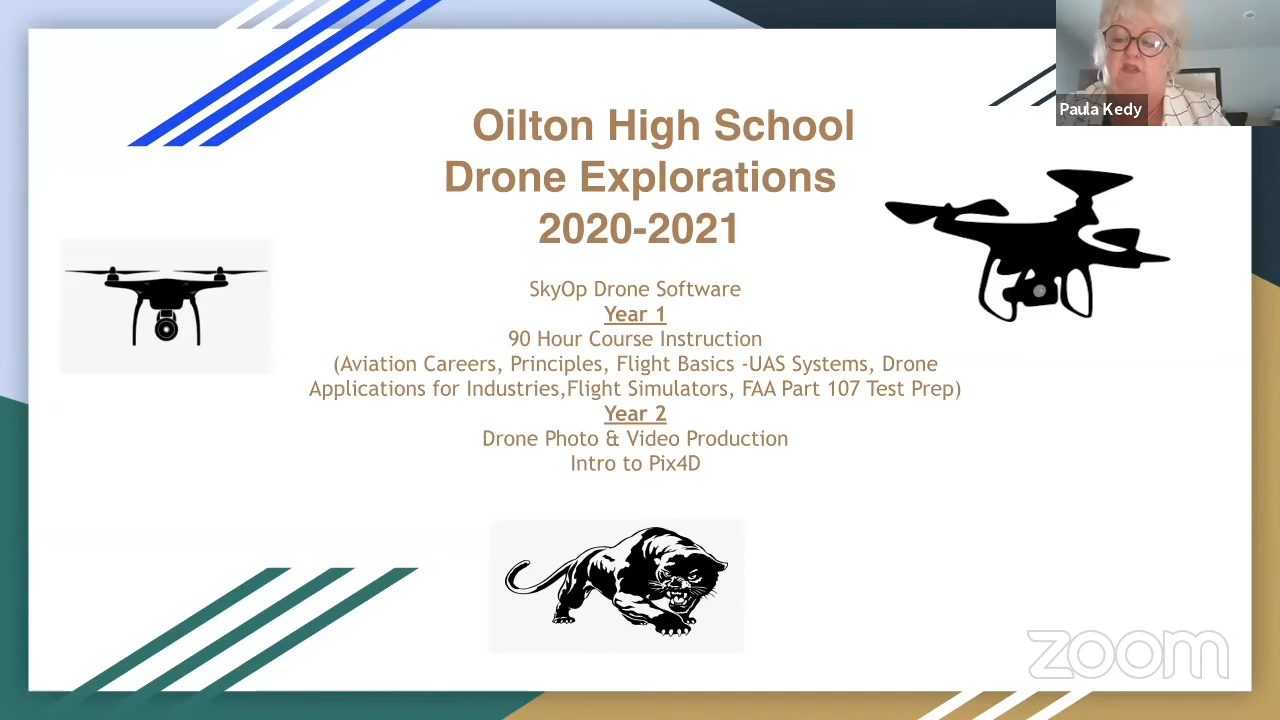 Paula Kedy
Oilton High School
Drone Explorations
2020-2021
SkyOp Drone Software
Year 1
90 Hour Course Instruction
(Aviation Careers, Principles, Flight Basics -UAS Systems, Drone
Applications for Industries,Flight Simulators, FAA Part 107 Test Prep)
Year 2
Drone Photo & Video Production
Intro to Pix4D
zoom